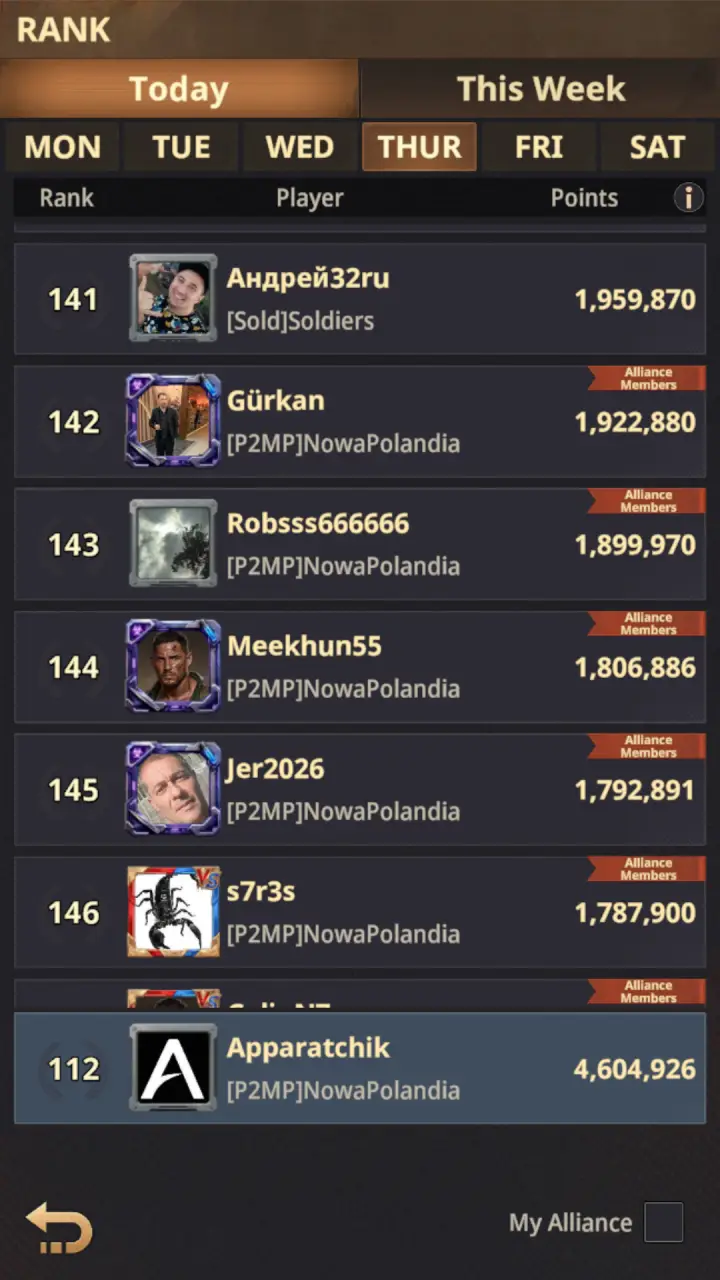 RANK
Today
This Week
MON
TUE
WED
THUR
FRI
SAT
Rank
Player
Points
i
141
Андрей32ru
[Sold]Soldiers
1,959,870
Alliance
Members
142
Gürkan
[P2MP]NowaPolandia
1,922,880
Alliance
Members
143
Robsss666666
[P2MP]NowaPolandia
1,899,970
Alliance
Members
144
Meekhun55
[P2MP]NowaPolandia
1,806,886
Alliance
Members
145
Jer2026
[P2MP]NowaPolandia
1,792,891
Alliance
Members
146
VS
s7r3s
[P2MP]NowaPolandia
1,787,900
Alliance
Members
VS
112
A
Apparatchik
[P2MP]NowaPolandia
4,604,926
My Alliance